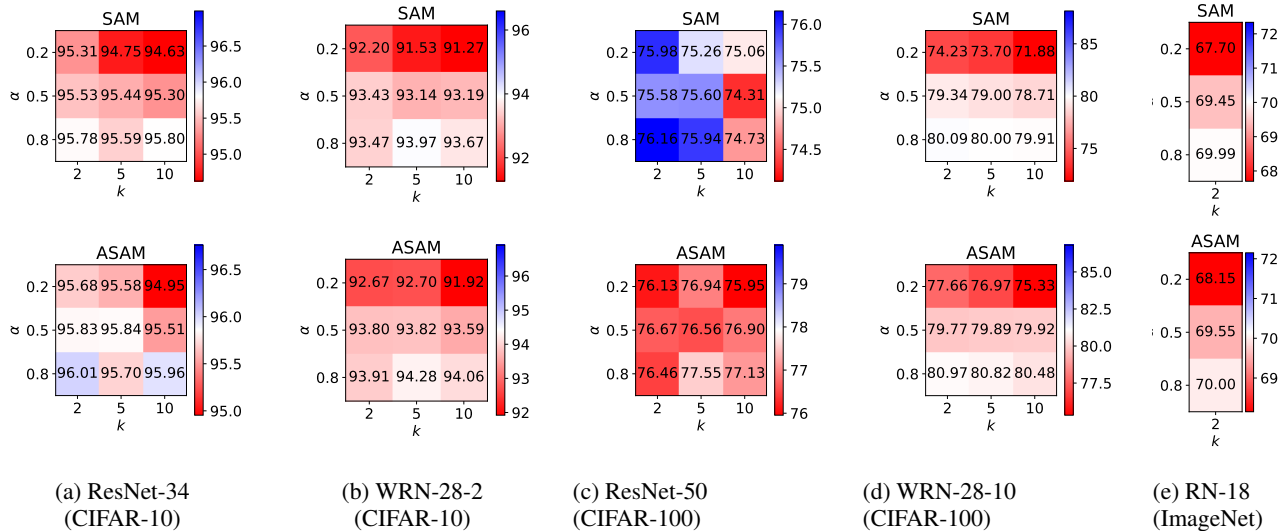 SAM
0.2 95.31 94.75 94.63
α 0.5 95.53 95.44 95.30
0.8 95.78 95.59 95.80
2 5 10
k
96.5
96.0
95.5
95.0
SAM
0.2 92.20 91.53 91.27
0.5 93.43 93.14 93.19
α
0.8 93.47 93.97 93.67
2 5 10
k
96
94
92
SAM
0.2 75.98 75.26 75.06
α 0.5 75.58 75.60 74.31
0.8 76.16 75.94 74.73
2 5 10
k
76.0
75.5
75.0
74.5
SAM
0.2 74.23 73.70 71.88
α 0.5 79.34 79.00 78.71
0.8 80.09 80.00 79.91
2 5 10
k
85
80
75
SAM
0.2 67.70
0.5 69.45
0.8 69.99
2
k
72
71
70
69
68
67
ASAM
0.2 95.68 95.58 94.95
α 0.5 95.83 95.84 95.51
0.8 96.01 95.70 95.96
2 5 10
k
96.5
96.0
95.5
95.0
ASAM
0.2 92.67 92.70 91.92
α 0.5 93.80 93.82 93.59
0.8 93.91 94.28 94.06
2 5 10
k
96
95
94
93
92
ASAM
0.2 76.13 76.94 75.95
α 0.5 76.67 76.56 76.90
0.8 76.46 77.55 77.13
2 5 10
k
79
78
77
76
ASAM
0.2 77.66 76.97 75.33
α 0.5 79.77 79.89 79.92
0.8 80.97 80.82 80.48
2 5 10
k
85.0
82.5
80.0
77.5
ASAM
0.2 68.15
0.5 69.55
0.8 70.00
2
k
72
71
70
69
(a) ResNet-34
(CIFAR-10)
(b) WRN-28-2
(CIFAR-10)
(c) ResNet-50
(CIFAR-100)
(d) WRN-28-10
(CIFAR-100)
(e) RN-18
(ImageNet)